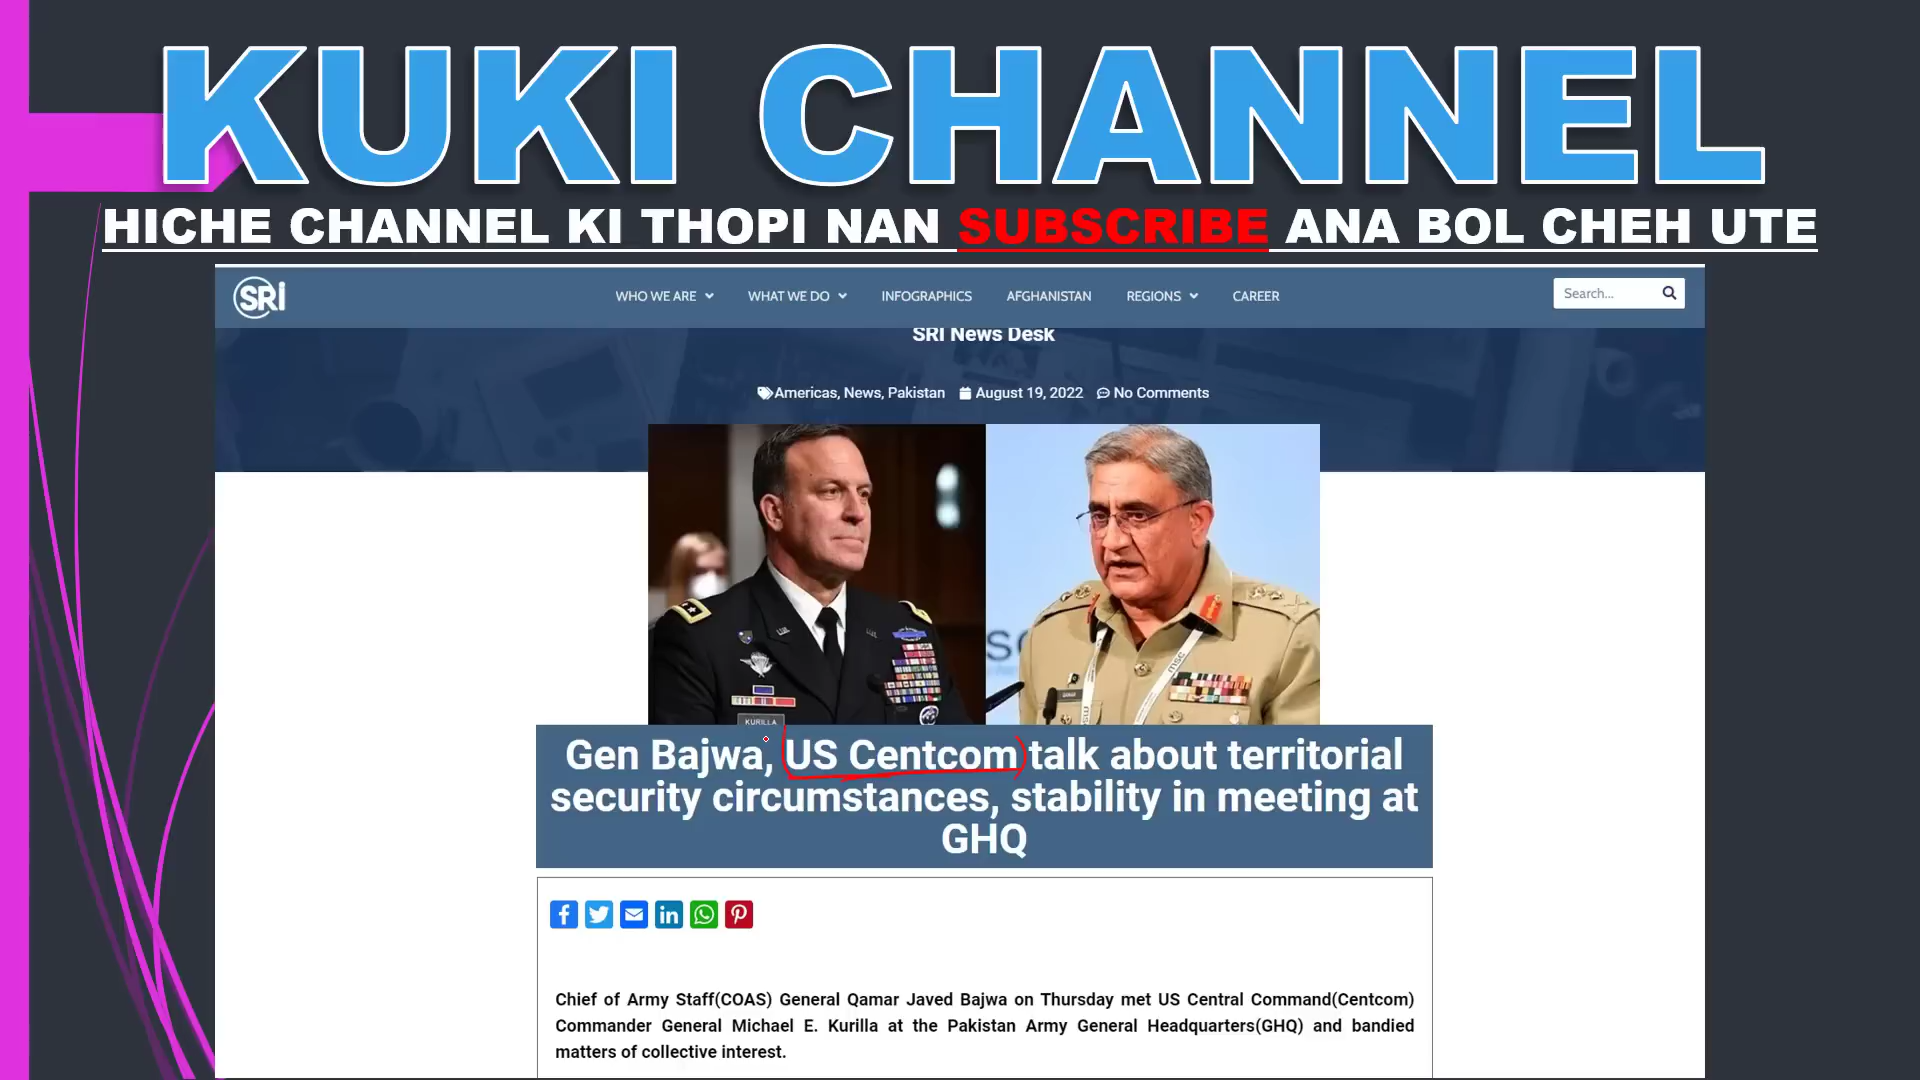 KUKI CHANNEL
HICHE CHANNEL KI THOPI NAN SUBSCRIBE ANA BOL CHEH UTE
SRi WHO WE ARE WHAT WE DO INFOGRAPHICS AFGHANISTAN REGIONS CAREER Search...
SRI News Desk
Americas, News, Pakistan August 19, 2022 No Comments
msc
KURILLA
Gen Bajwa, US Centcom talk about territorial
security circumstances, stability in meeting at
GHQ
Chief of Army Staff(COAS) General Qamar Javed Bajwa on Thursday met US Central Command(Centcom)
Commander General Michael E. Kurilla at the Pakistan Army General Headquarters(GHQ) and bandied
matters of collective interest.